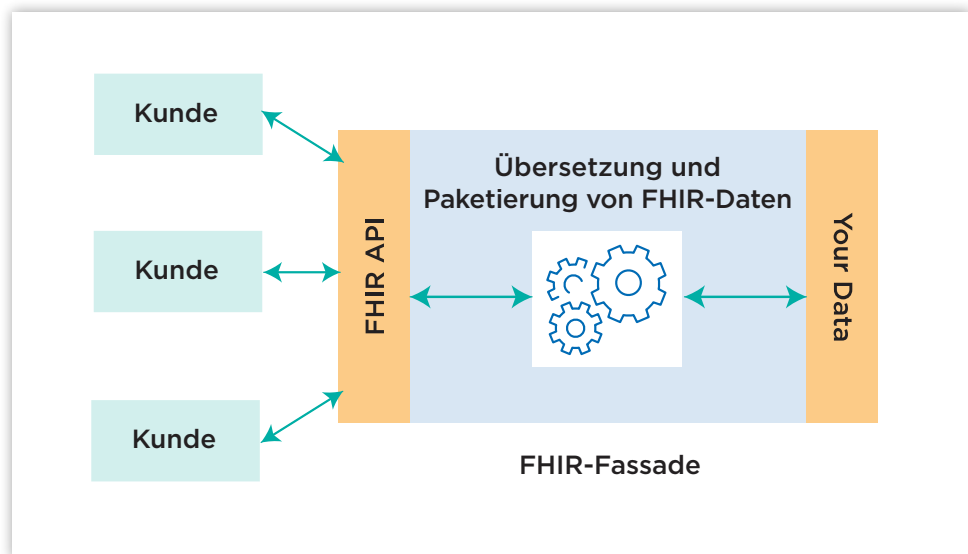 Kunde
Kunde
Kunde
FHIR API
Übersetzung und
Paketierung von FHIR-Daten
Your Data
FHIR-Fassade